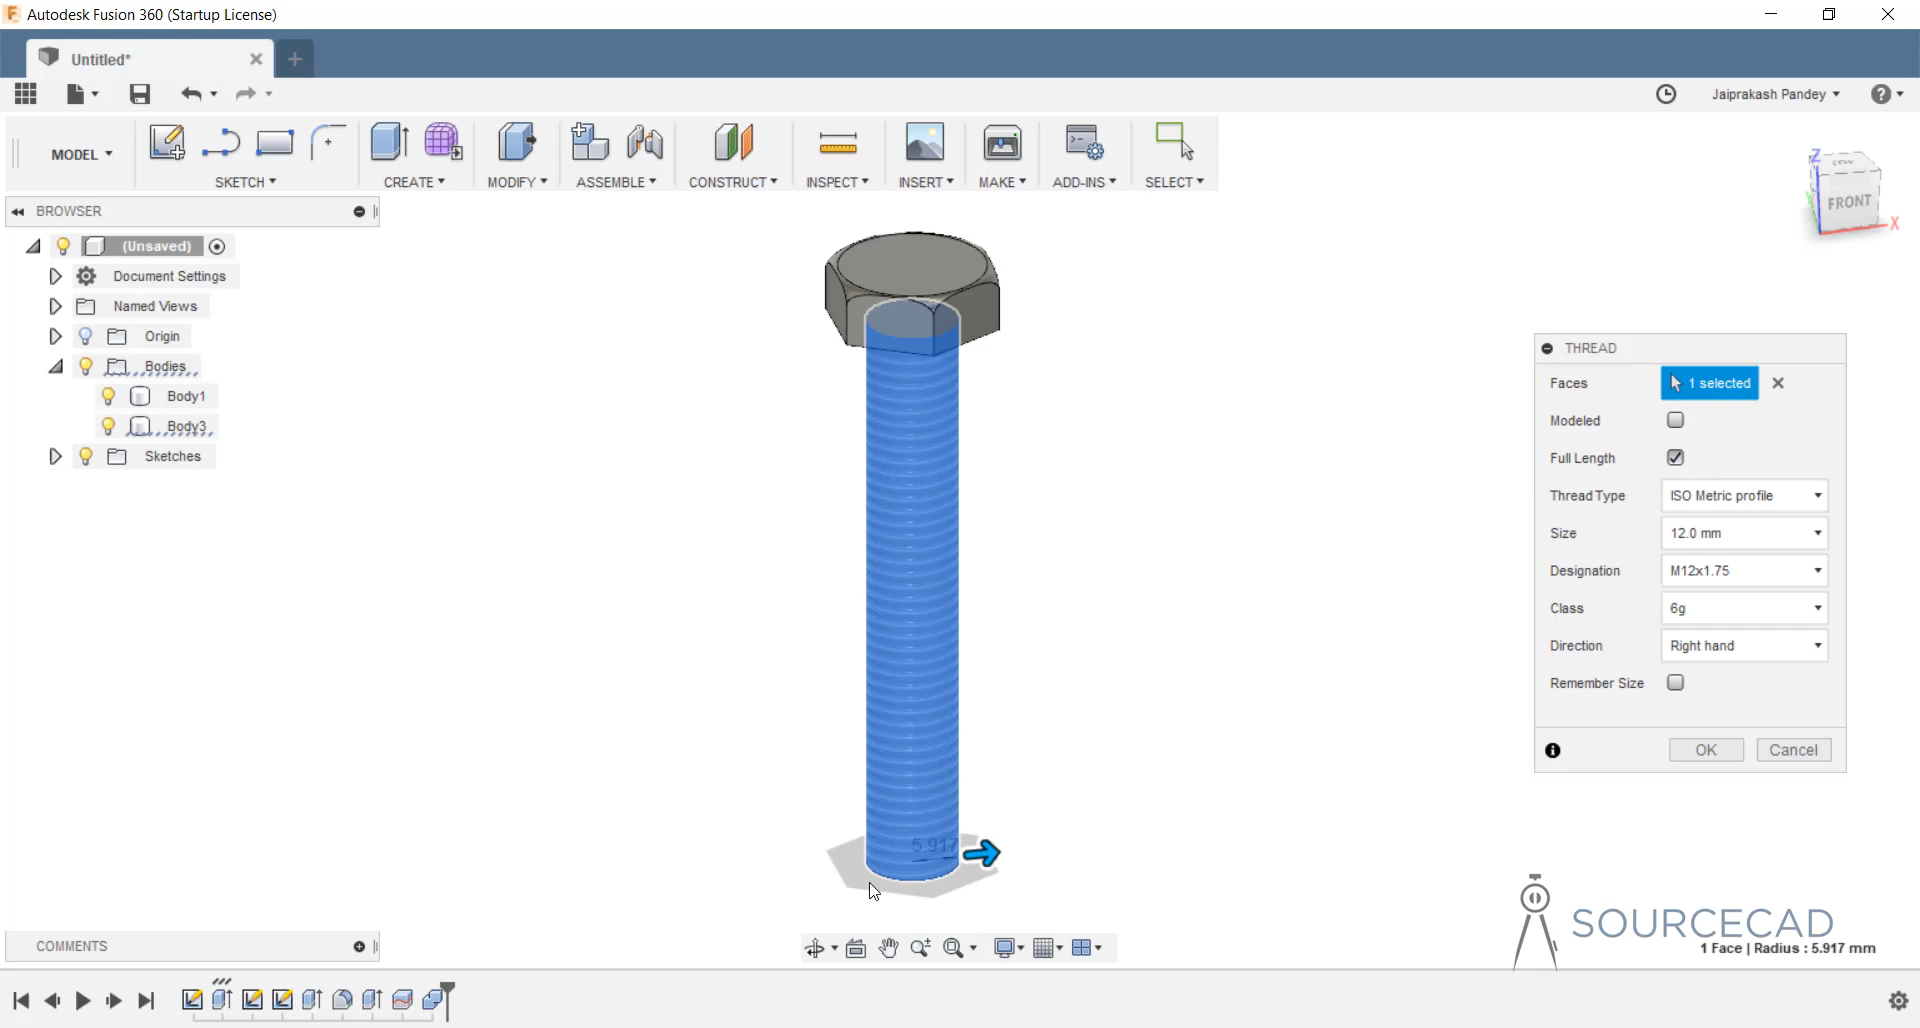 Autodesk Fusion 360 (Startup License)
Untitled*
Jaiprakash Pandey
MODEL
SKETCH
CREATE
MODIFY
ASSEMBLE
CONSTRUCT
INSPECT
INSERT
MAKE
ADD-INS
SELECT
BROWSER
(Unsaved)
Document Settings
Named Views
Origin
Bodies
Body1
Body3
Sketches
Z
FRONT
X
THREAD
Faces
1 selected
Modeled
Full Length
Thread Type
ISO Metric profile
Size
12.0 mm
Designation
M12x1.75
Class
6g
Direction
Right hand
Remember Size
OK
Cancel
5.917
SOURCECAD
1 Face | Radius : 5.917 mm
COMMENTS